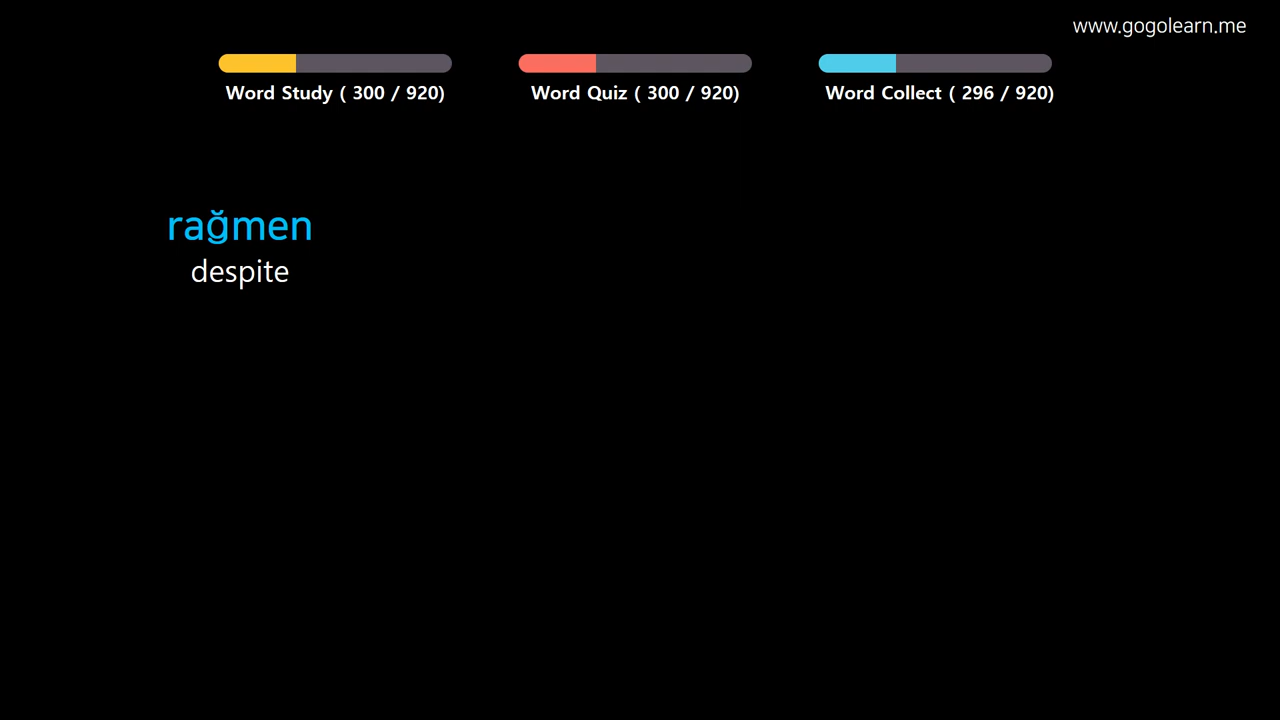 www.gogolearn.me
Word Study ( 300 / 920)
Word Quiz ( 300 / 920)
Word Collect ( 296 / 920)
rağmen
despite